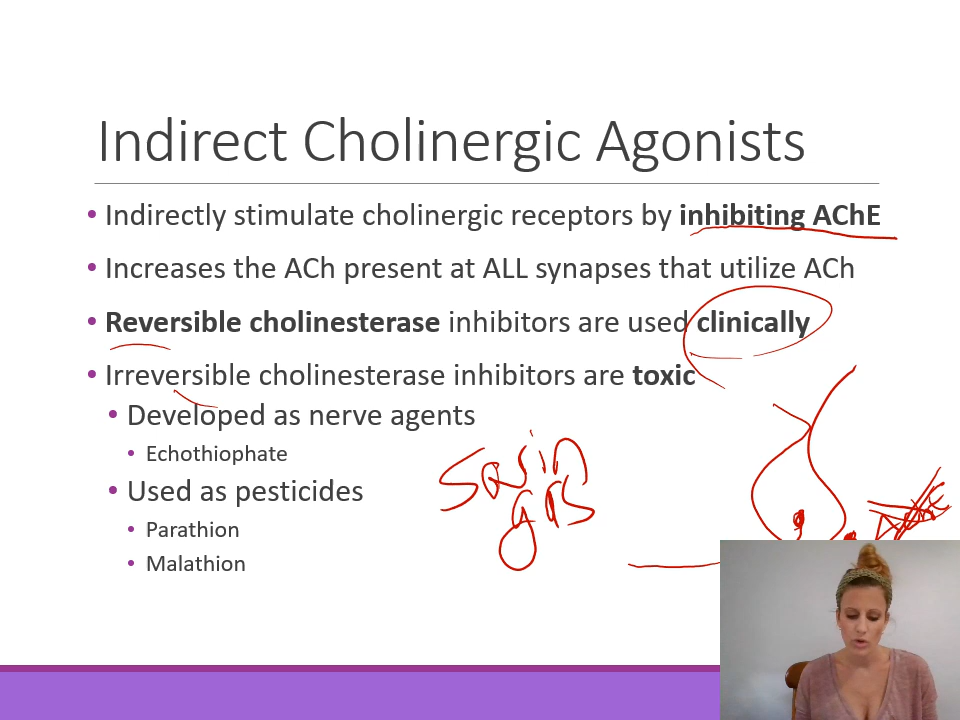 Indirect Cholinergic Agonists
• Indirectly stimulate cholinergic receptors by inhibiting AChE
• Increases the ACh present at ALL synapses that utilize ACh
• Reversible cholinesterase inhibitors are used clinically
• Irreversible cholinesterase inhibitors are toxic
• Developed as nerve agents
• Echothiophate
• Used as pesticides
• Parathion
• Malathion
Sarin
gas
AChE